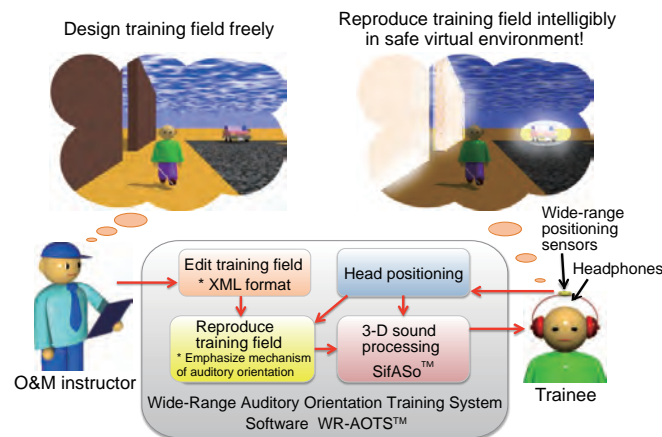 Design training field freely
Reproduce training field intelligibly
in safe virtual environment!
Wide-range
positioning
sensors
Headphones
Edit training field
* XML format
Head positioning
Reproduce
training field
* Emphasize mechanism
of auditory orientation
3-D sound
processing
SifASo™
O&M instructor
Trainee
Wide-Range Auditory Orientation Training System
Software WR-AOTS™